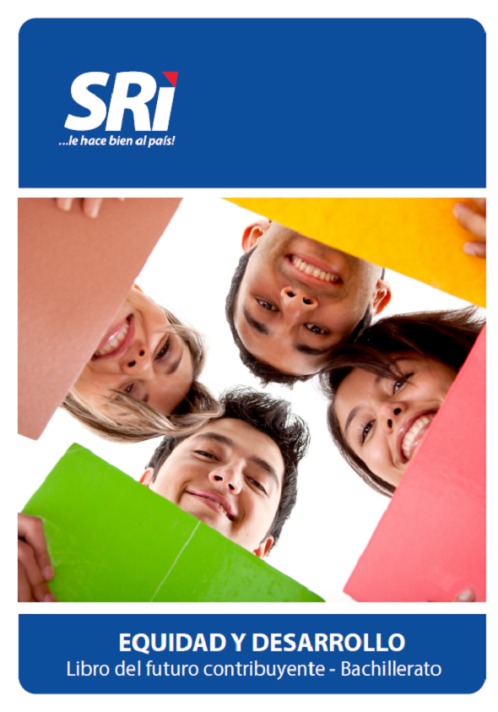 SRi
...le hace bien al país!
EQUIDAD Y DESARROLLO
Libro del futuro contribuyente - Bachillerato